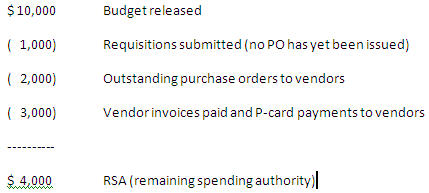 $10,000 Budget released
( 1,000) Requisitions submitted (no PO has yet been issued)
( 2,000) Outstanding purchase orders to vendors
( 3,000) Vendor invoices paid and P-card payments to vendors
----------
$ 4,000 RSA (remaining spending authority)